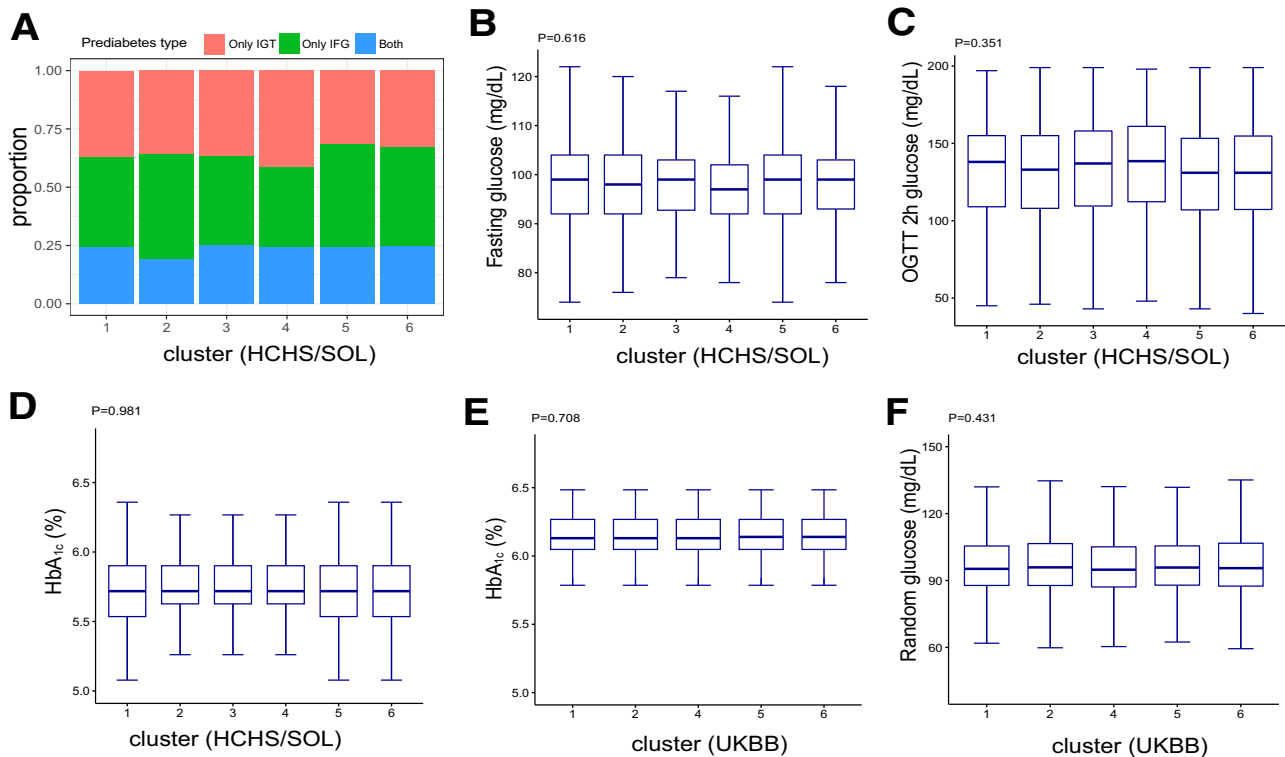 A
Prediabetes type Only IGT Only IFG Both
proportion
1.00
0.75
0.50
0.25
0.00
1 2 3 4 5 6
cluster (HCHS/SOL)
B
P=0.616
Fasting glucose (mg/dL)
120
100
90
80
1 2 3 4 5 6
cluster (HCHS/SOL)
C
P=0.351
OGTT 2h glucose (mg/dL)
200
150
100
50
1 2 3 4 5 6
cluster (HCHS/SOL)
D
P=0.981
HbA1c (%)
6.5
6.0
5.5
5.0
1 2 3 4 5 6
cluster (HCHS/SOL)
E
P=0.708
HbA1c (%)
6.5
6.0
5.5
5.0
1 2 4 5 6
cluster (UKBB)
F
P=0.431
Random glucose (mg/dL)
150
120
90
60
1 2 4 5 6
cluster (UKBB)